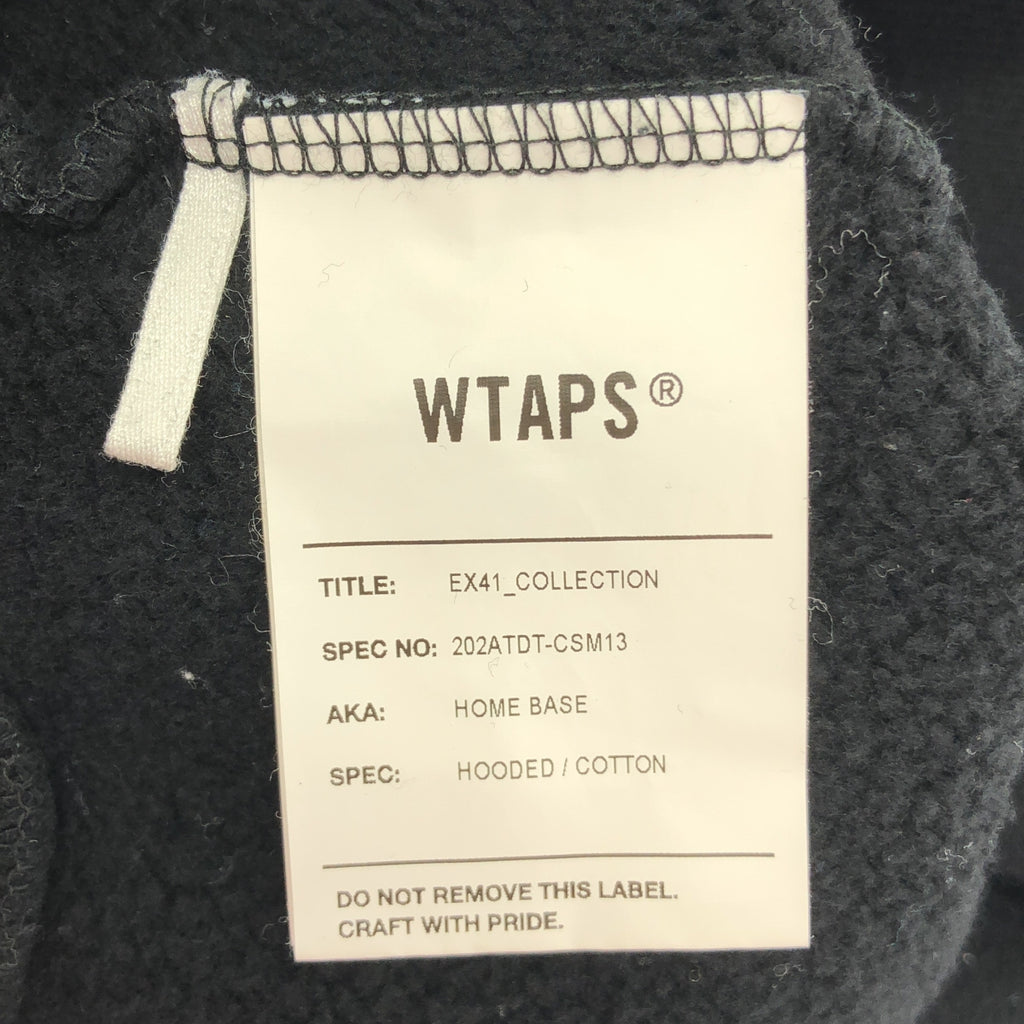 WTAPS®
TITLE: EX41_COLLECTION
SPEC NO: 202ATDT-CSM13
AKA: HOME BASE
SPEC: HOODED / COTTON
DO NOT REMOVE THIS LABEL.
CRAFT WITH PRIDE.